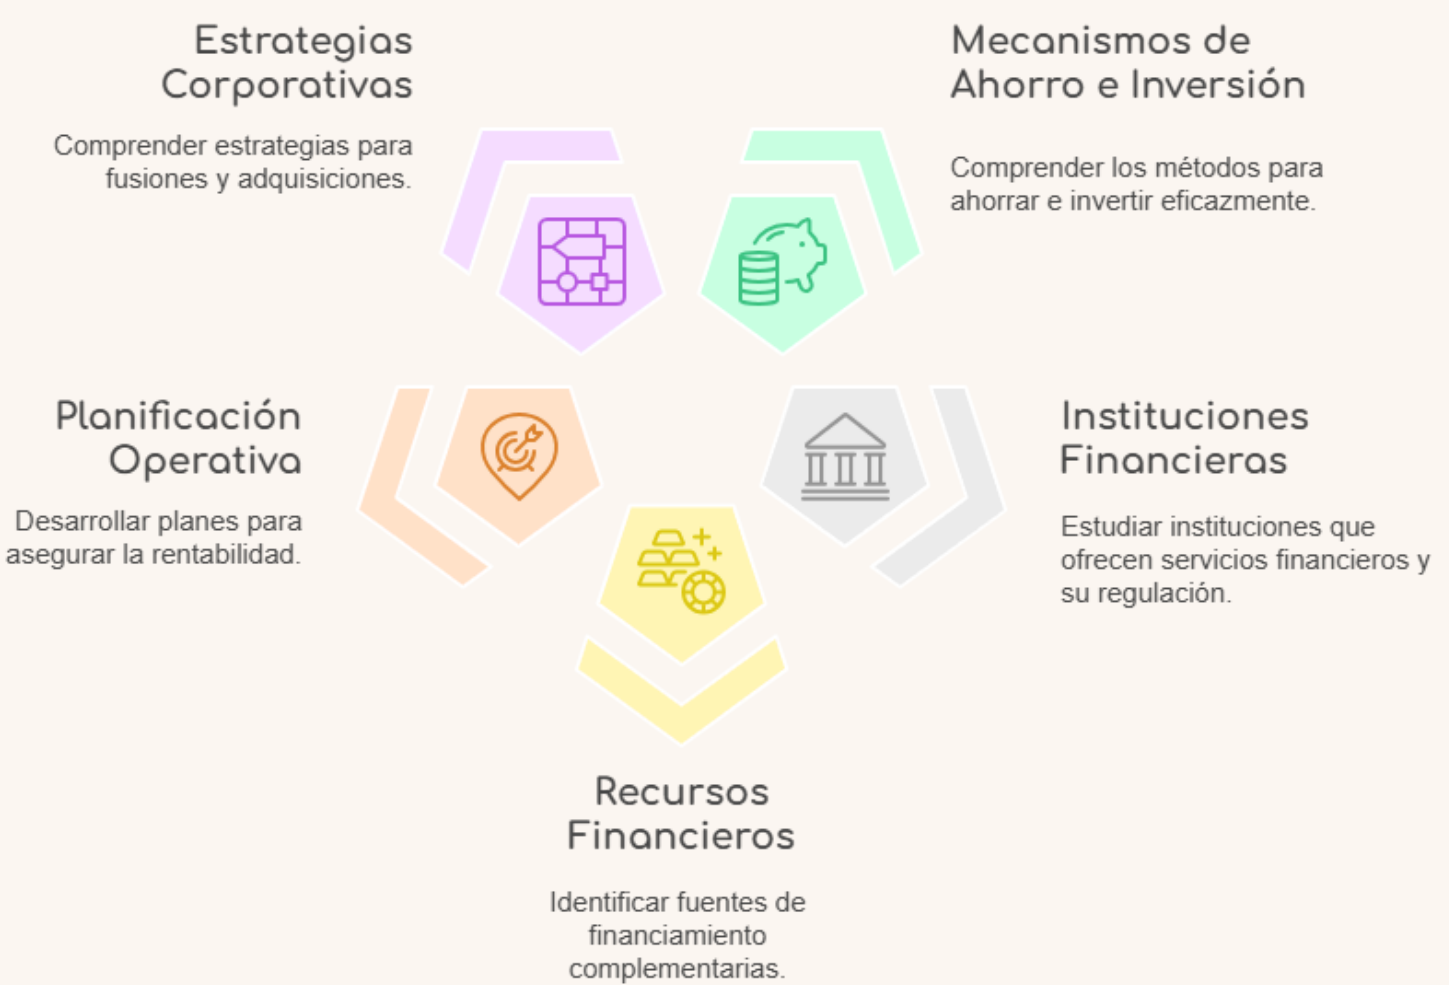 Estrategias
Corporativas
Comprender estrategias para
fusiones y adquisiciones.
Mecanismos de
Ahorro e Inversión
Comprender los métodos para
ahorrar e invertir eficazmente.
Planificación
Operativa
Desarrollar planes para
asegurar la rentabilidad.
Instituciones
Financieras
Estudiar instituciones que
ofrecen servicios financieros y
su regulación.
Recursos
Financieros
Identificar fuentes de
financiamiento
complementarias.